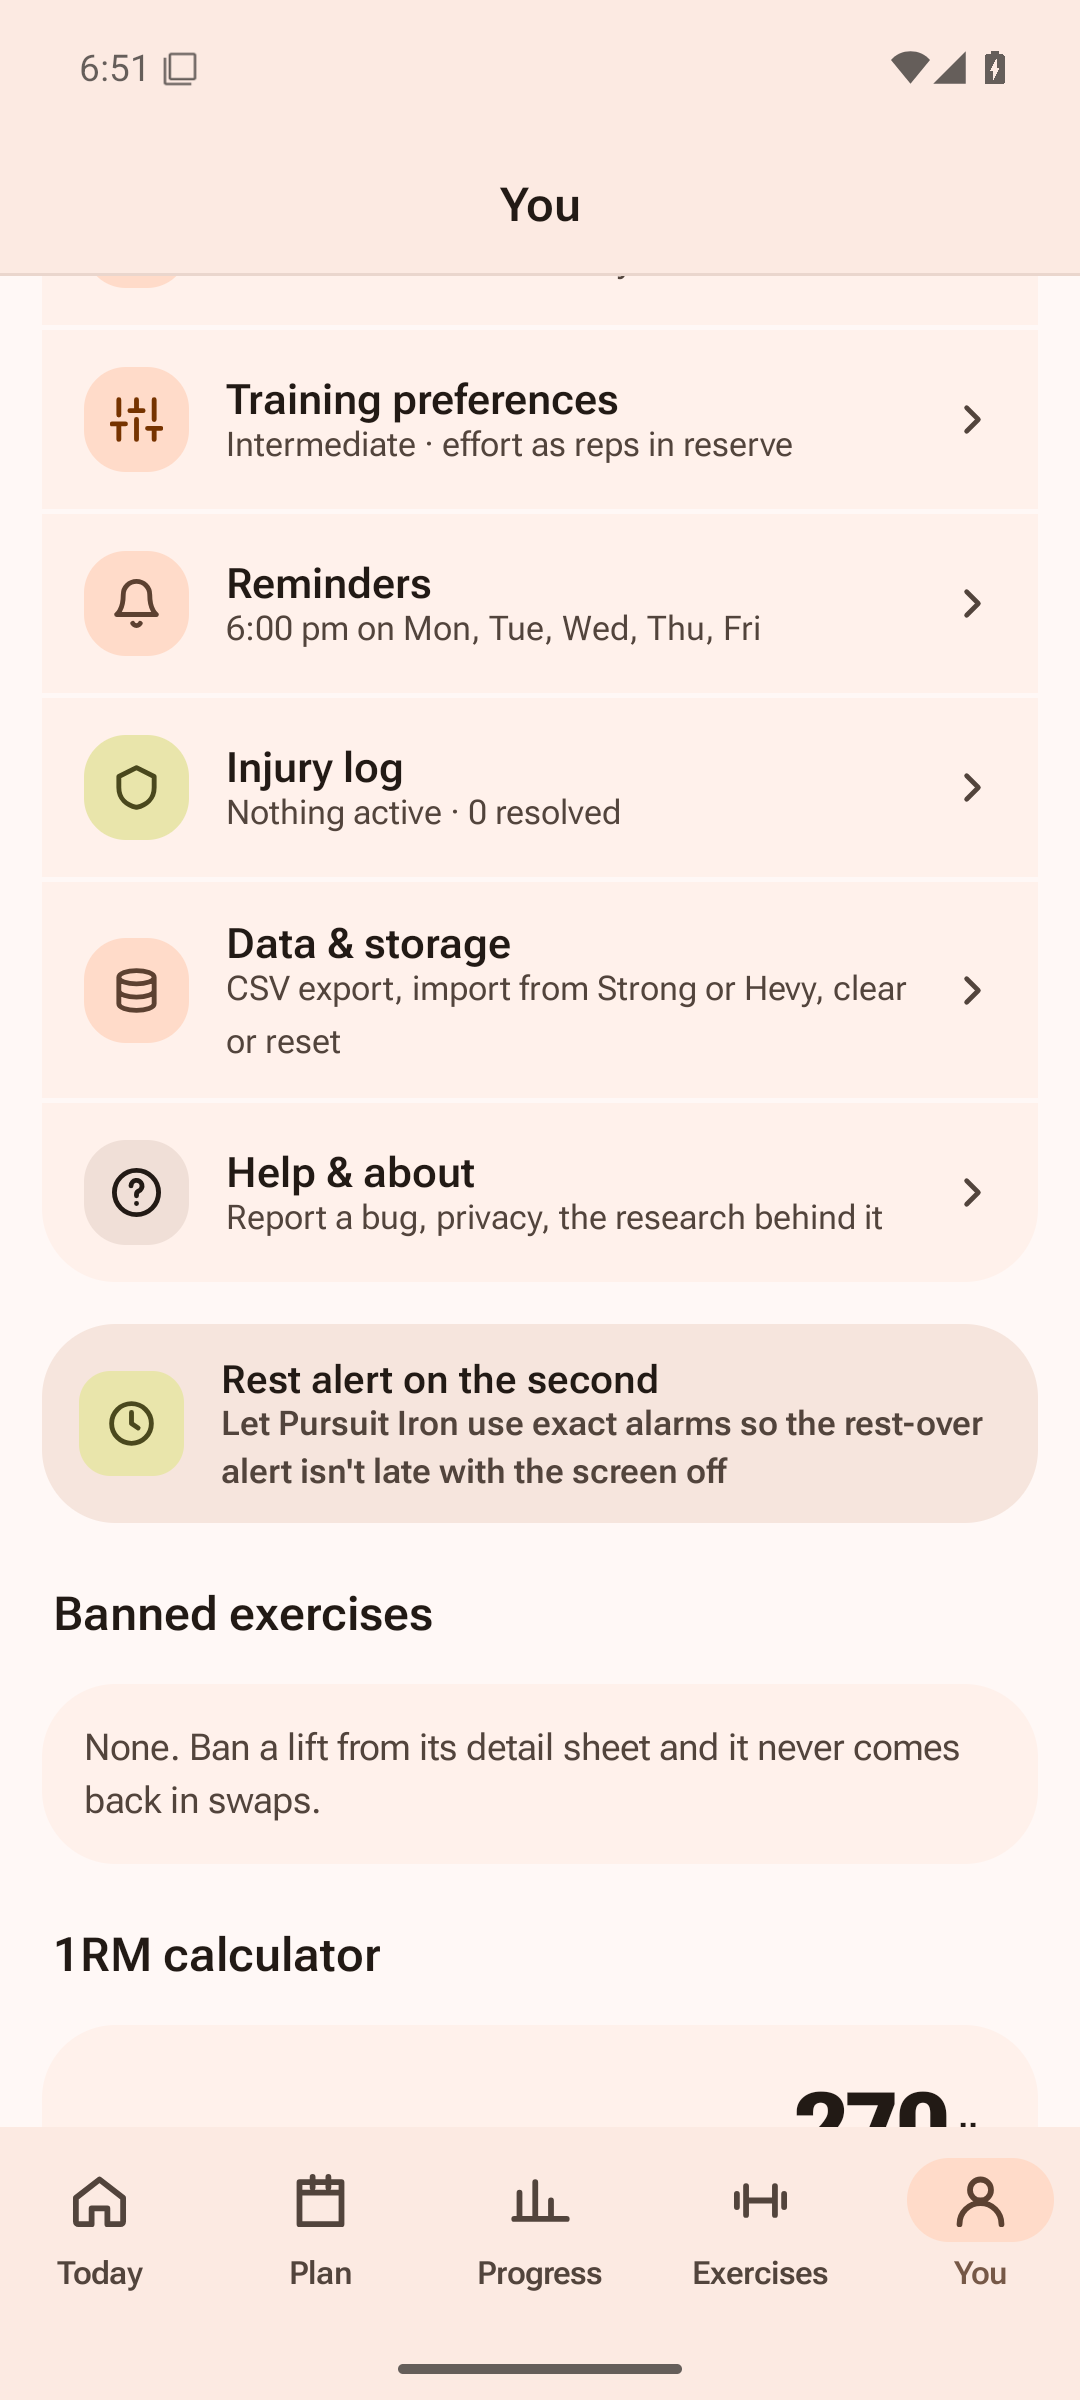 6:51
You
Training preferences
Intermediate · effort as reps in reserve
Reminders
6:00 pm on Mon, Tue, Wed, Thu, Fri
Injury log
Nothing active · 0 resolved
Data & storage
CSV export, import from Strong or Hevy, clear
or reset
Help & about
Report a bug, privacy, the research behind it
Rest alert on the second
Let Pursuit Iron use exact alarms so the rest-over
alert isn't late with the screen off
Banned exercises
None. Ban a lift from its detail sheet and it never comes
back in swaps.
1RM calculator
Today
Plan
Progress
Exercises
You